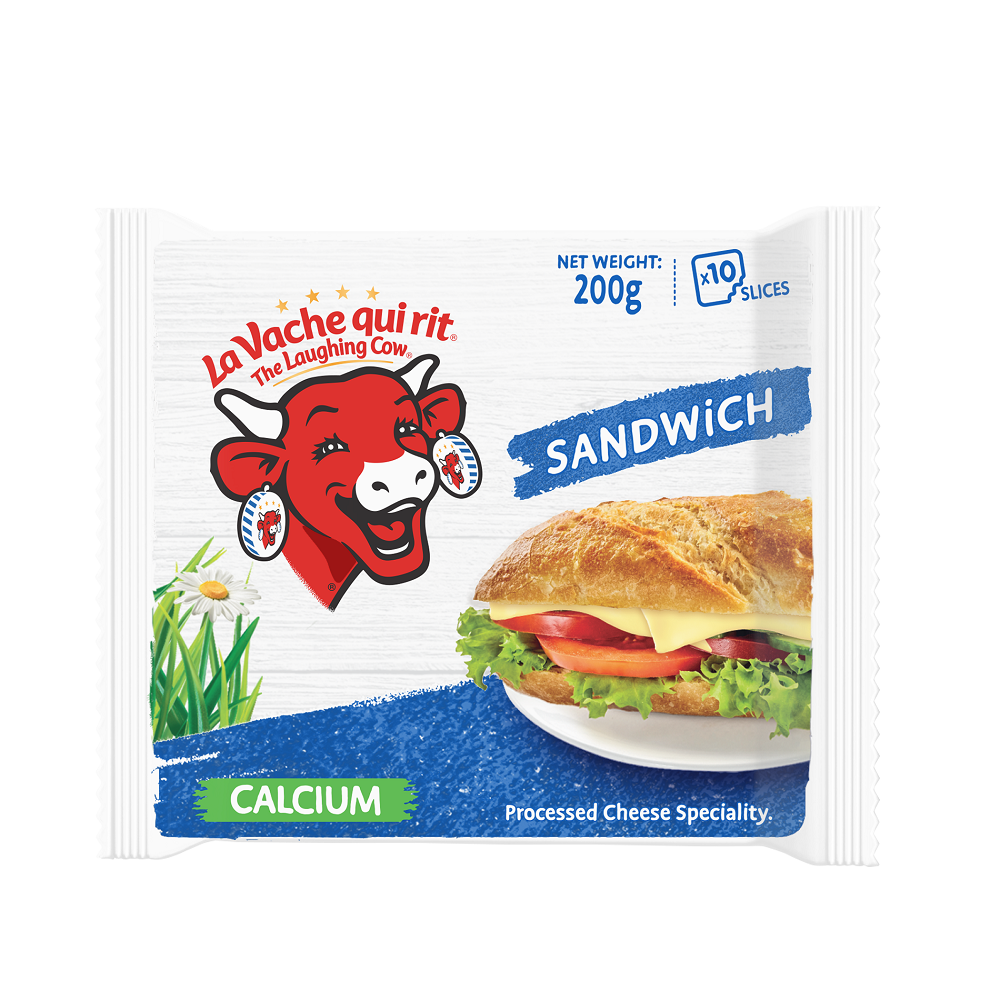 NET WEIGHT:
200g
x10
SLICES
La Vache qui rit®
The Laughing Cow®
SANDWiCH
®
CALCIUM
Processed Cheese Speciality.